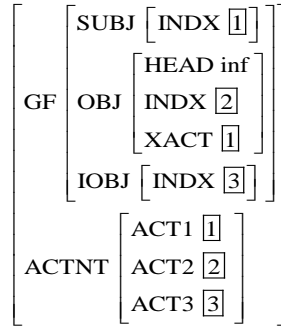 SUBJ [INDX 1]
HEAD inf
GF OBJ INDX 2
XACT 1
IOBJ [INDX 3]
ACT1 1
ACTNT ACT2 2
ACT3 3